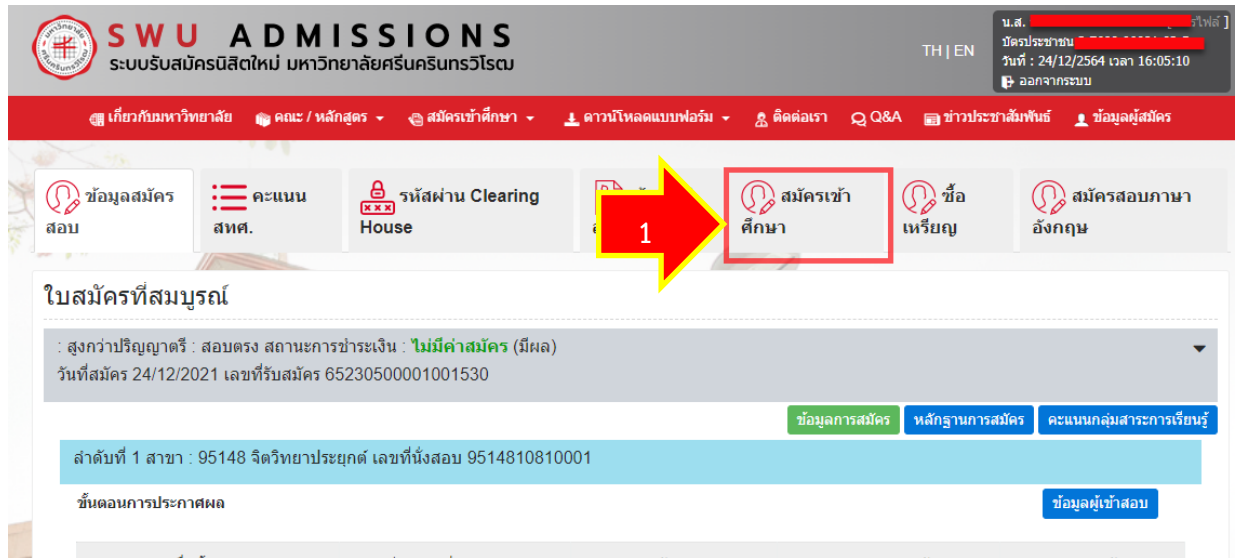 SWU ADMISSIONS
ระบบรับสมัครนิสิตใหม่ มหาวิทยาลัยศรีนครินทรวิโรฒ
TH | EN
น.ส.
รไฟล์ ]
บัตรประชาชน
วันที่ : 24/12/2564 เวลา 16:05:10
ออกจากระบบ
เกี่ยวกับมหาวิทยาลัย คณะ / หลักสูตร สมัครเข้าศึกษา ดาวน์โหลดแบบฟอร์ม ติดต่อเรา Q&A ข่าวประชาสัมพันธ์ ข้อมูลผู้สมัคร
ข้อมูลสมัคร
สอบ
คะแนน
สทศ.
รหัสผ่าน Clearing
House
1
สมัครเข้า
ศึกษา
ซื้อ
เหรียญ
สมัครสอบภาษา
อังกฤษ
ใบสมัครที่สมบูรณ์
: สูงกว่าปริญญาตรี : สอบตรง สถานะการชำระเงิน : ไม่มีค่าสมัคร (มีผล)
วันที่สมัคร 24/12/2021 เลขที่รับสมัคร 65230500001001530
ข้อมูลการสมัคร หลักฐานการสมัคร คะแนนกลุ่มสาระการเรียนรู้
ลำดับที่ 1 สาขา : 95148 จิตวิทยาประยุกต์ เลขที่นั่งสอบ 9514810810001
ขั้นตอนการประกาศผล
ข้อมูลผู้เข้าสอบ